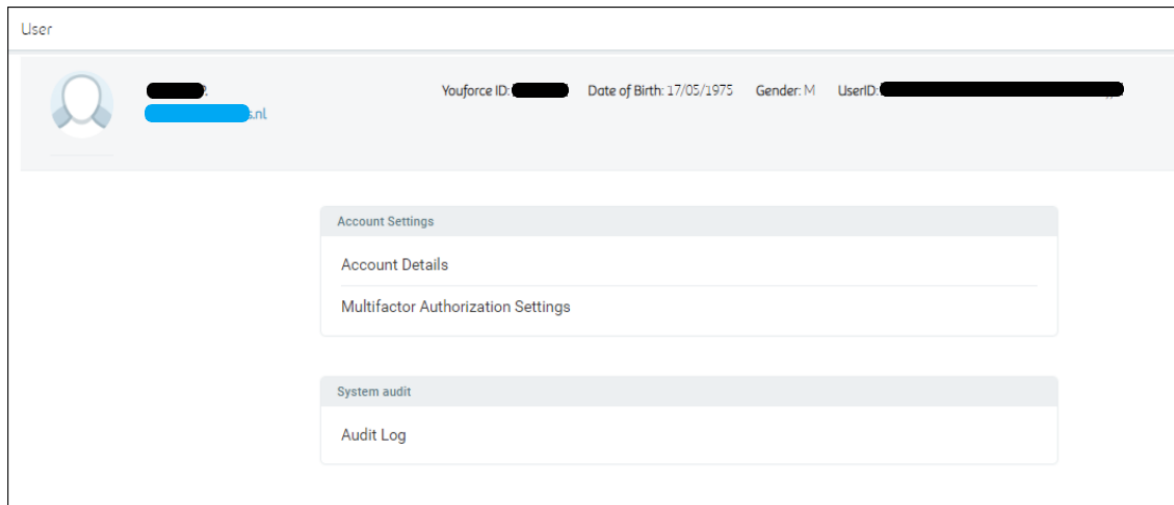 User
Youforce ID: Date of Birth: 17/05/1975 Gender: M UserID:
s.nl
Account Settings
Account Details
Multifactor Authorization Settings
System audit
Audit Log